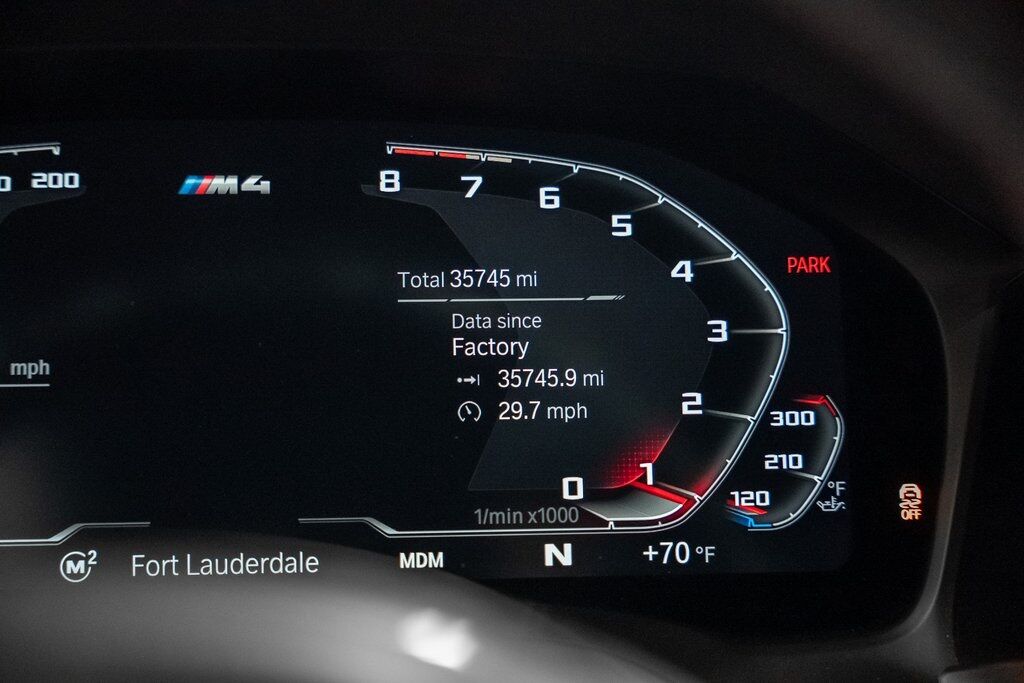 0 200
M4
8
7
6
5
4
3
2
1
0
1/min x1000
PARK
Total 35745 mi
Data since
Factory
35745.9 mi
29.7 mph
mph
300
210
120
°F
OFF
M2 Fort Lauderdale MDM N +70 °F